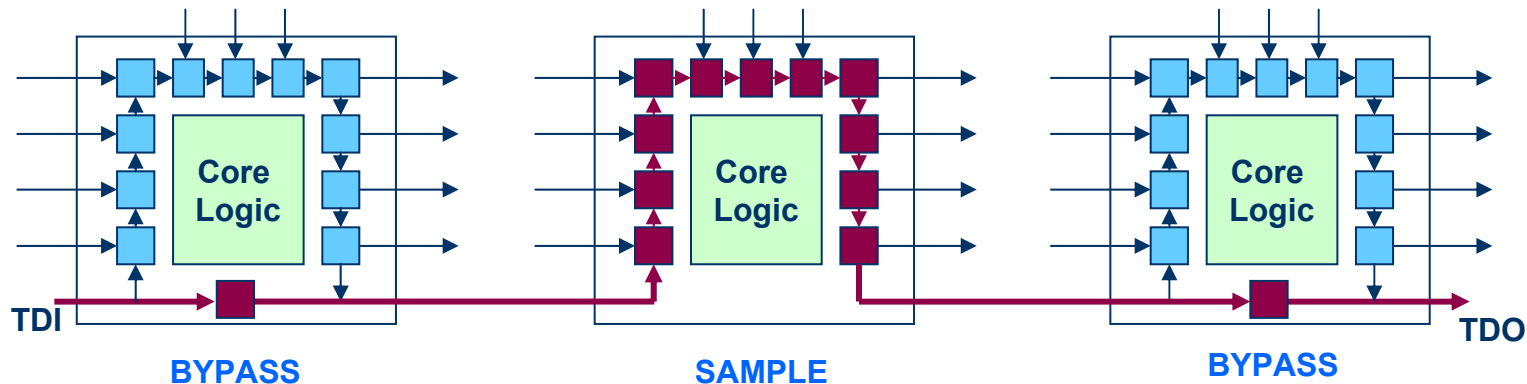 Core
Logic
Core
Logic
Core
Logic
TDI
TDO
BYPASS
SAMPLE
BYPASS